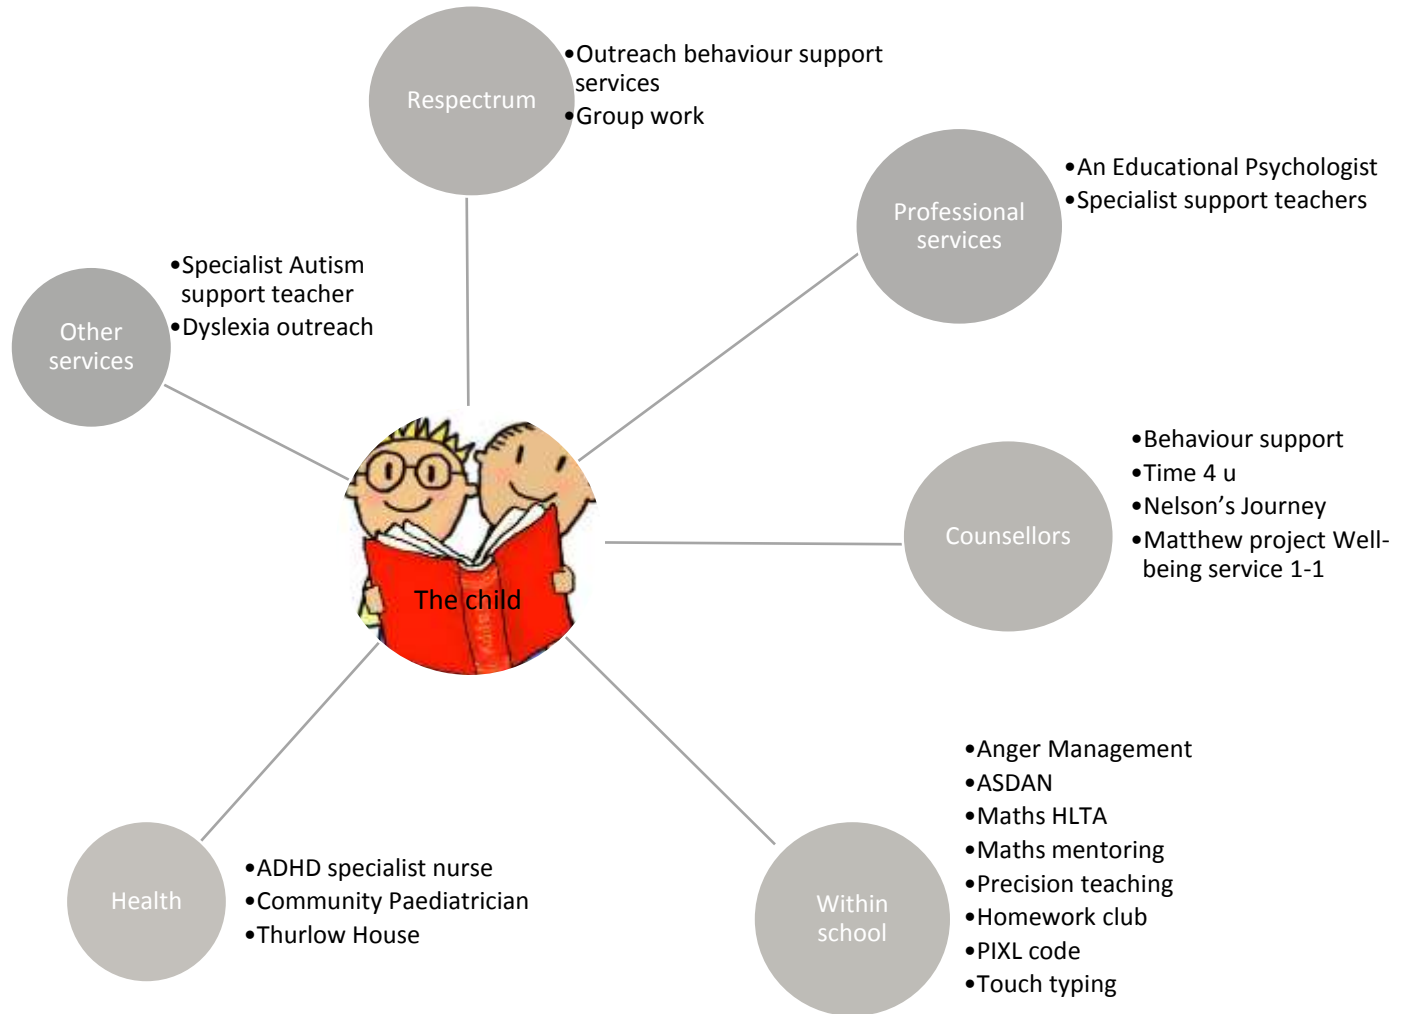 Respectrum
•Outreach behaviour support
services
•Group work
Professional
services
•An Educational Psychologist
•Specialist support teachers
Other
services
•Specialist Autism
support teacher
•Dyslexia outreach
Counsellors
•Behaviour support
•Time 4 u
•Nelson’s Journey
•Matthew project Well-
being service 1-1
The child
Health
•ADHD specialist nurse
•Community Paediatrician
•Thurlow House
Within
school
•Anger Management
•ASDAN
•Maths HLTA
•Maths mentoring
•Precision teaching
•Homework club
•PIXL code
•Touch typing